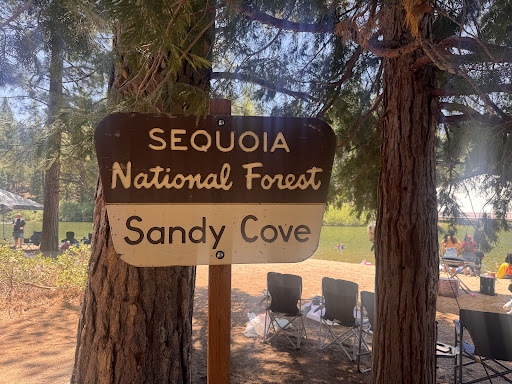 SEQUOIA
National Forest
Sandy Cove